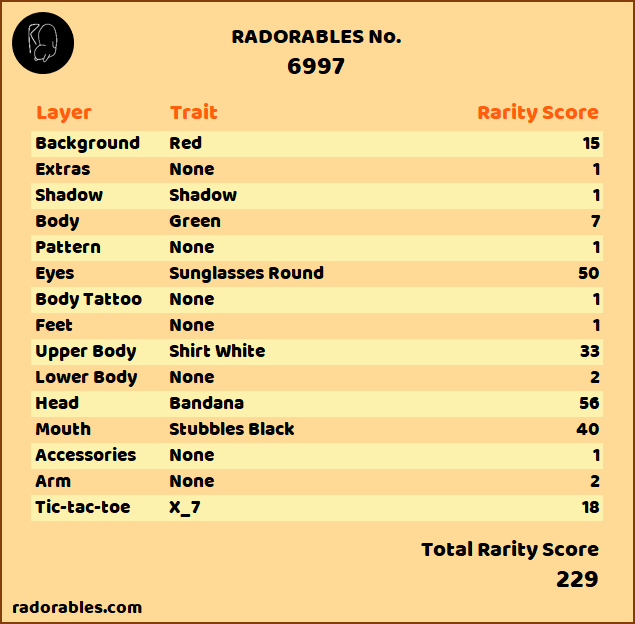 RADORABLES No.
6997
Layer Trait Rarity Score
Background Red 15
Extras None 1
Shadow Shadow 1
Body Green 7
Pattern None 1
Eyes Sunglasses Round 50
Body Tattoo None 1
Feet None 1
Upper Body Shirt White 33
Lower Body None 2
Head Bandana 56
Mouth Stubbles Black 40
Accessories None 1
Arm None 2
Tic-tac-toe X_7 18
Total Rarity Score
229
radorables.com